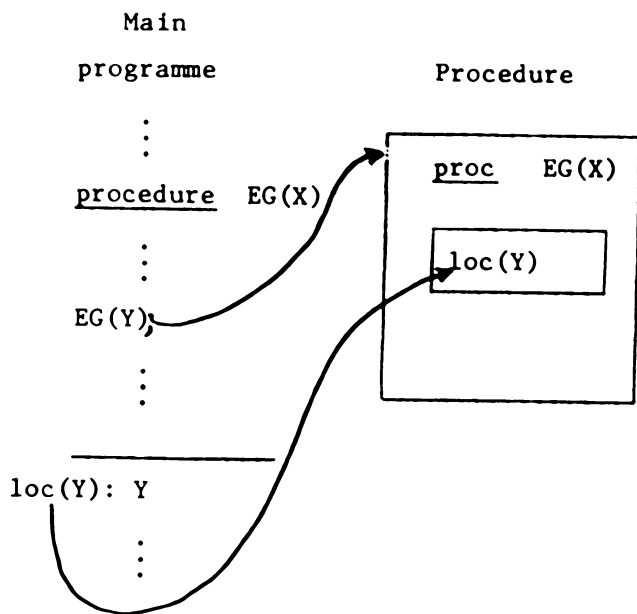 Main
programme
Procedure
procedure EG(X)
proc EG(X)
loc(Y)
EG(Y);
loc(Y): Y